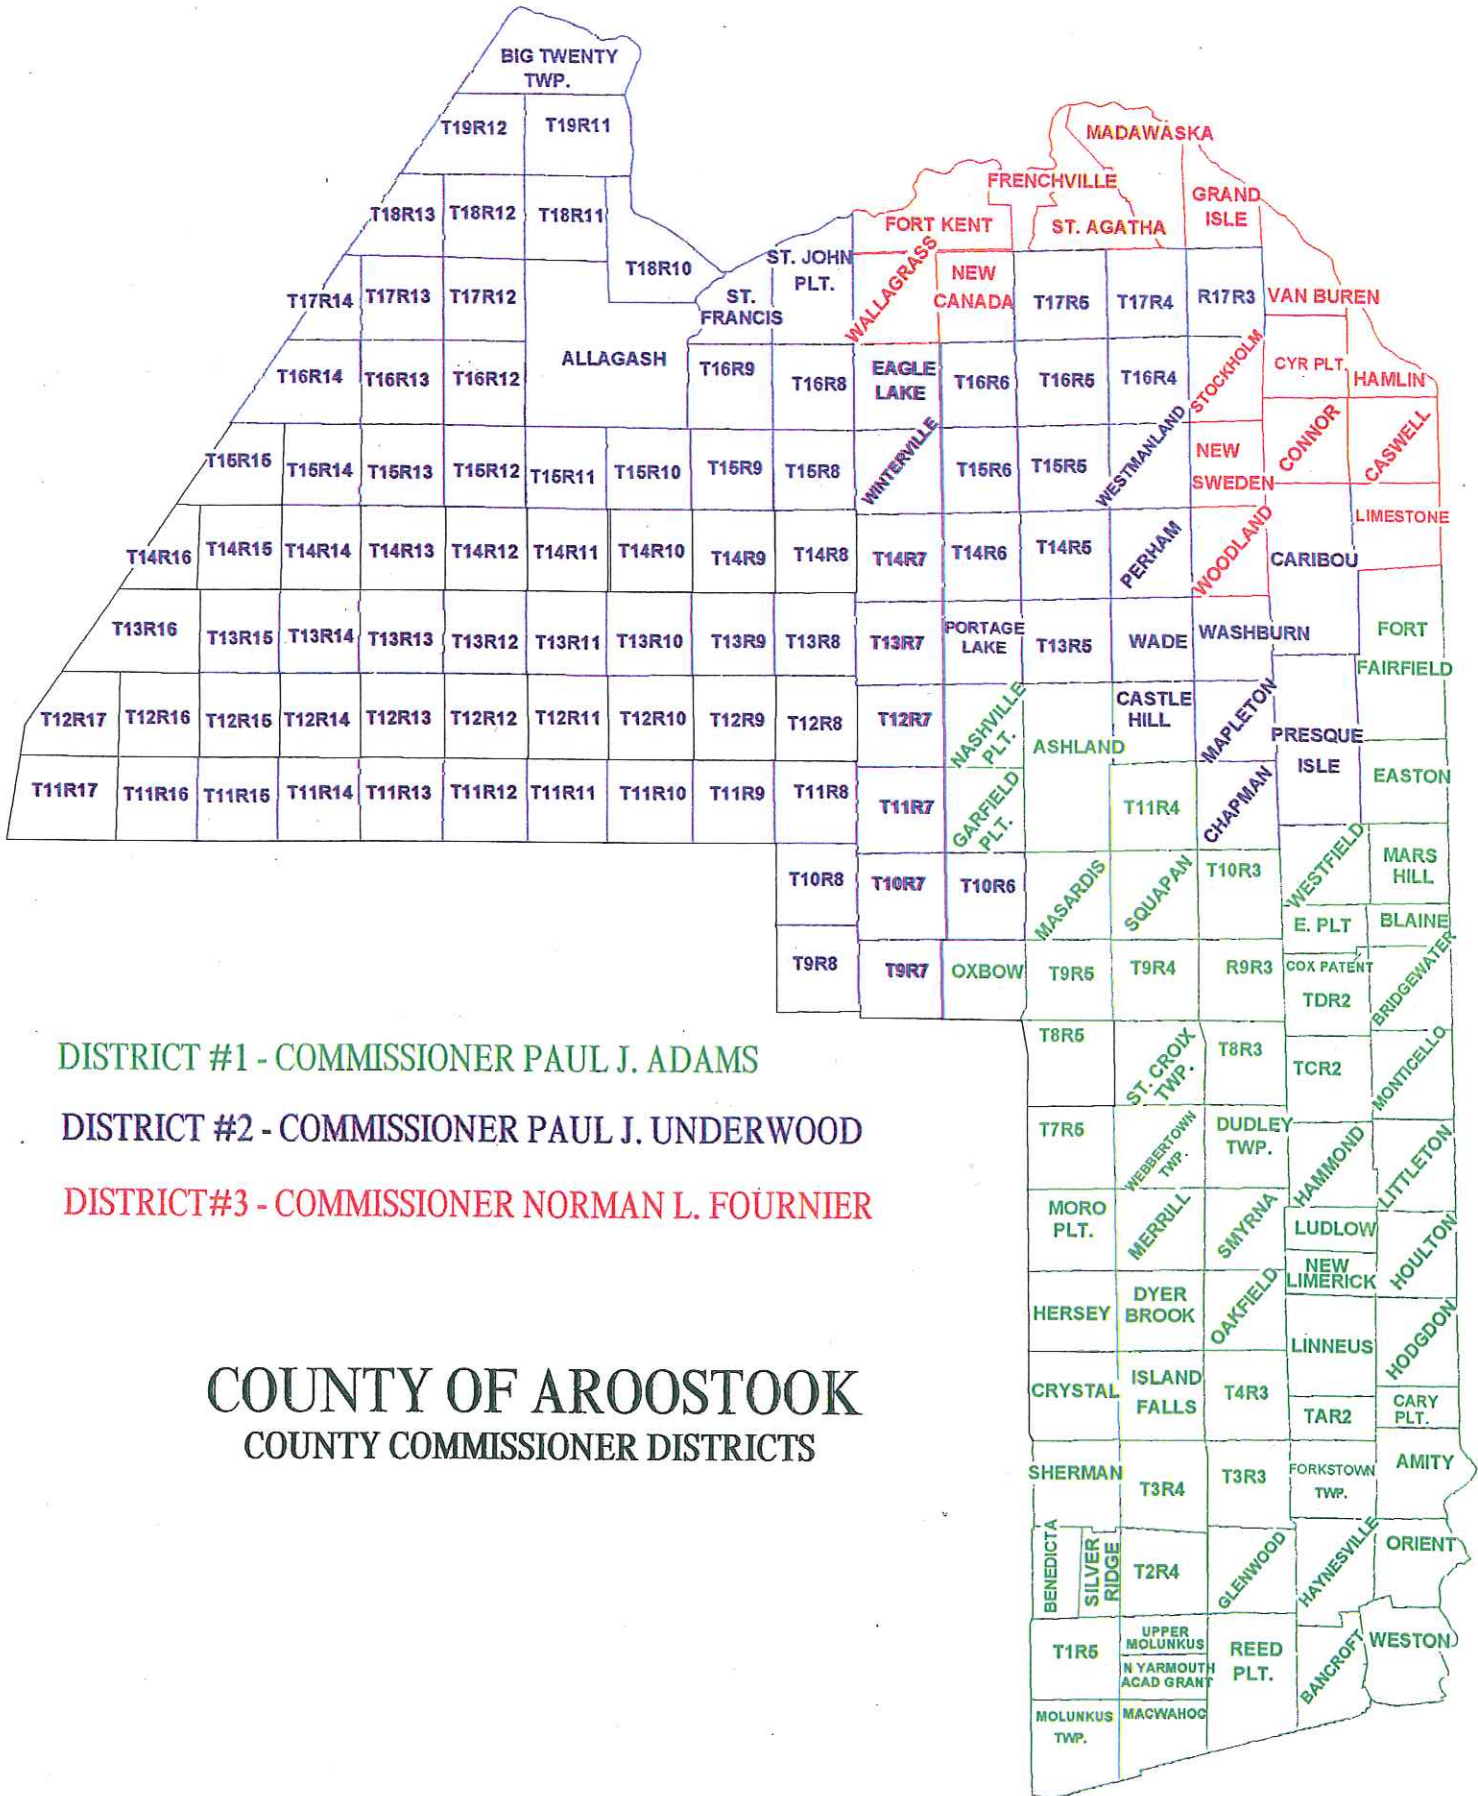 BIG TWENTY
TWP.
T19R12
T19R11
MADAWASKA
FRENCHVILLE
GRAND
ISLE
T18R13
T18R12
T18R11
FORT KENT
ST. AGATHA
T18R10
ST. JOHN
PLT.
WALLAGRASS
NEW
CANADA
T17R14
T17R13
T17R12
ST.
FRANCIS
T17R5
T17R4
R17R3
VAN BUREN
ALLAGASH
T16R14
T16R13
T16R12
T16R9
T16R8
EAGLE
LAKE
T16R6
T16R5
T16R4
STOCKHOLM
CYR PLT.
HAMLIN
T15R15
T15R14
T15R13
T15R12
T15R11
T15R10
T15R9
T15R8
WINTERVILLE
T15R6
T15R5
WESTMANLAND
NEW
SWEDEN
CONNOR
CASWELL
T14R16
T14R15
T14R14
T14R13
T14R12
T14R11
T14R10
T14R9
T14R8
T14R7
T14R6
T14R5
PERHAM
WOODLAND
CARIBOU
LIMESTONE
T13R16
T13R15
T13R14
T13R13
T13R12
T13R11
T13R10
T13R9
T13R8
T13R7
PORTAGE
LAKE
T13R5
WADE
WASHBURN
FORT
FAIRFIELD
T12R17
T12R16
T12R15
T12R14
T12R13
T12R12
T12R11
T12R10
T12R9
T12R8
T12R7
NASHVILLE
PLT.
ASHLAND
CASTLE
HILL
MAPLETON
PRESQUE
ISLE
EASTON
T11R17
T11R16
T11R15
T11R14
T11R13
T11R12
T11R11
T11R10
T11R9
T11R8
T11R7
GARFIELD
PLT.
T11R4
CHAPMAN
T10R8
T10R7
T10R6
MASARDIS
SQUAPAN
T10R3
WESTFIELD
MARS
HILL
E. PLT
BLAINE
T9R8
T9R7
OXBOW
T9R5
T9R4
R9R3
COX PATENT
TDR2
BRIDGEWATER
DISTRICT #1 - COMMISSIONER PAUL J. ADAMS
DISTRICT #2 - COMMISSIONER PAUL J. UNDERWOOD
DISTRICT#3 - COMMISSIONER NORMAN L. FOURNIER
T8R5
ST. CROIX
TWP.
T8R3
TCR2
MONTICELLO
T7R5
WEBBERTOWN
TWP.
DUDLEY
TWP.
HAMMOND
LITTLETON
MORO
PLT.
MERRILL
SMYRNA
LUDLOW
NEW
LIMERICK
HOULTON
HERSEY
DYER
BROOK
OAKFIELD
LINNEUS
HODGDON
COUNTY OF AROOSTOOK
COUNTY COMMISSIONER DISTRICTS
CRYSTAL
ISLAND
FALLS
T4R3
TAR2
CARY
PLT.
SHERMAN
T3R4
T3R3
FORKSTOWN
TWP.
AMITY
BENEDICTA
SILVER
RIDGE
T2R4
GLENWOOD
HAYNESVILLE
ORIENT
T1R5
UPPER
MOLUNKUS
N YARMOUTH
ACAD GRANT
REED
PLT.
BANCROFT
WESTON
MOLUNKUS
TWP.
MACWAHOC